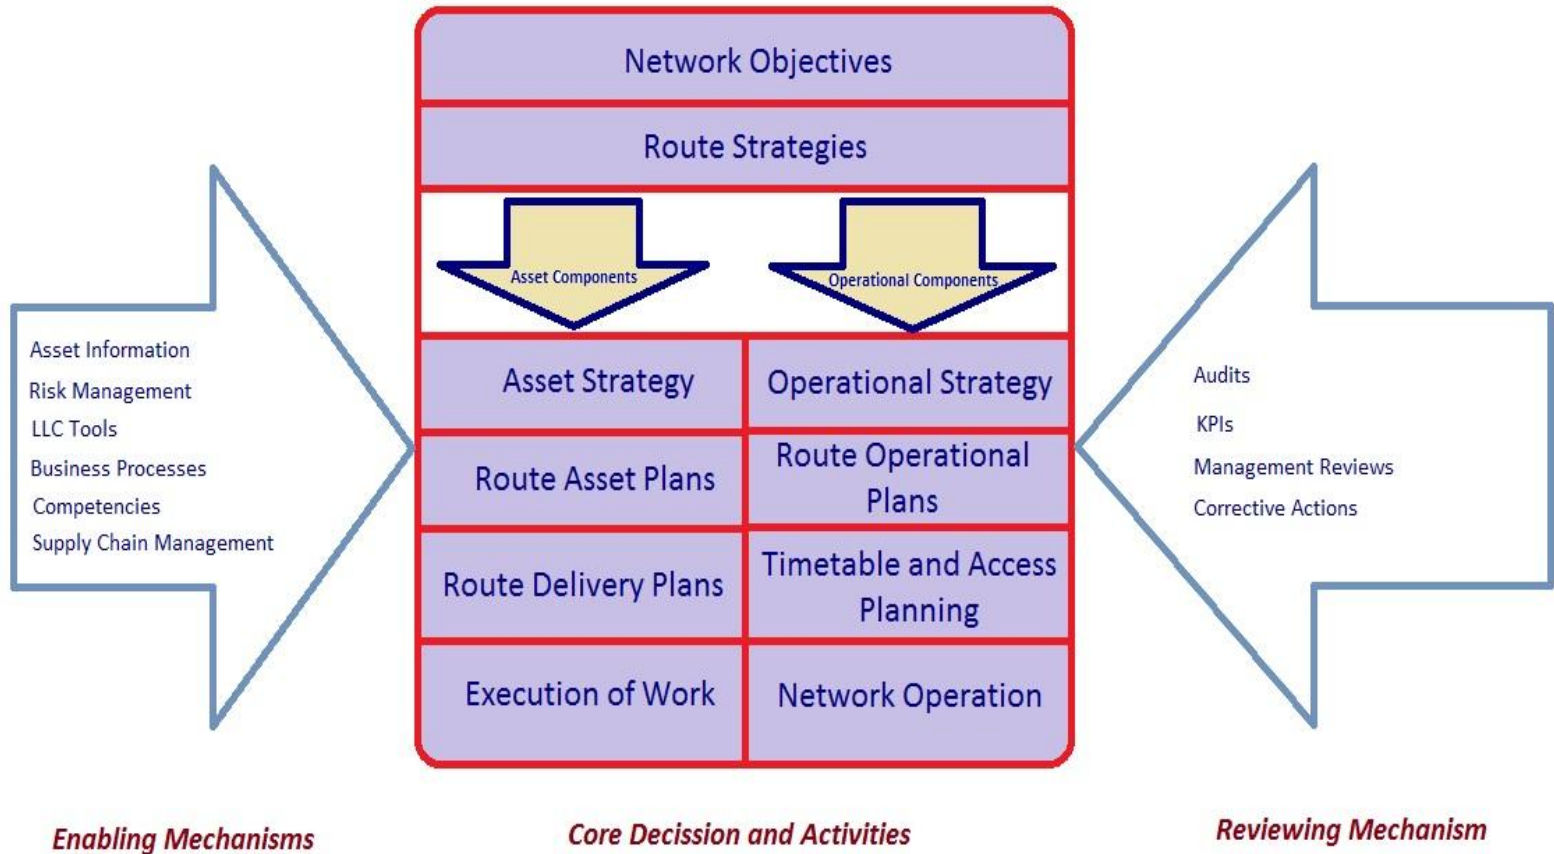 Network Objectives
Route Strategies
Asset Components
Operational Components
Asset Strategy
Operational Strategy
Route Asset Plans
Route Operational
Plans
Route Delivery Plans
Timetable and Access
Planning
Execution of Work
Network Operation
Asset Information
Risk Management
LLC Tools
Business Processes
Competencies
Supply Chain Management
Audits
KPIs
Management Reviews
Corrective Actions
Enabling Mechanisms
Core Decission and Activities
Reviewing Mechanism